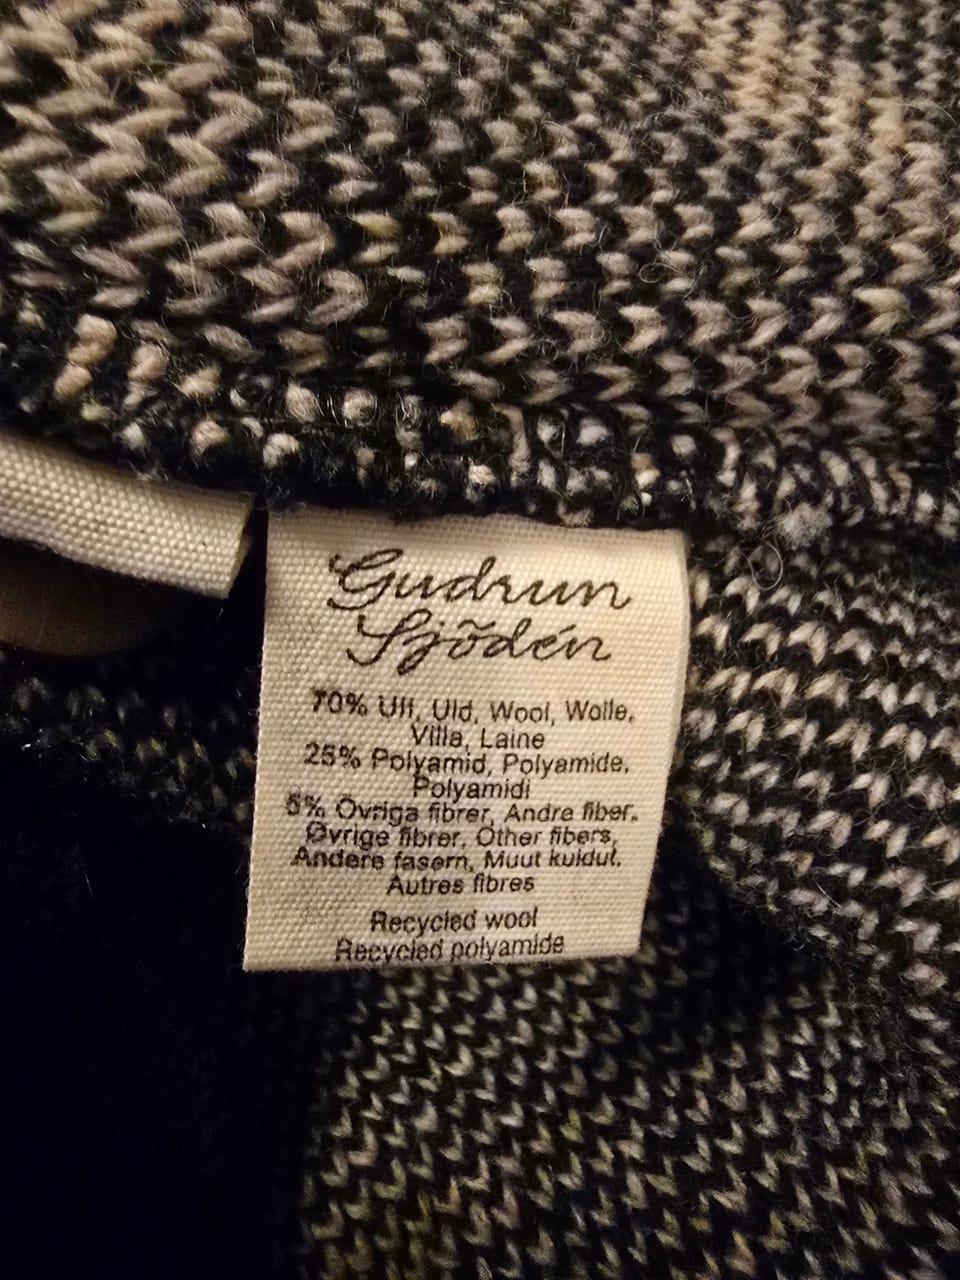 Gudrun
Sjödén
70% Ull, Uld, Wool, Wolle,
Villa, Laine
25% Polyamid, Polyamide,
Polyamidi
5% Övriga fibrer, Andre fiber,
Øvrige fibrer, Other fibers,
Andere fasern, Muut kuidut,
Autres fibres
Recycled wool
Recycled polyamide